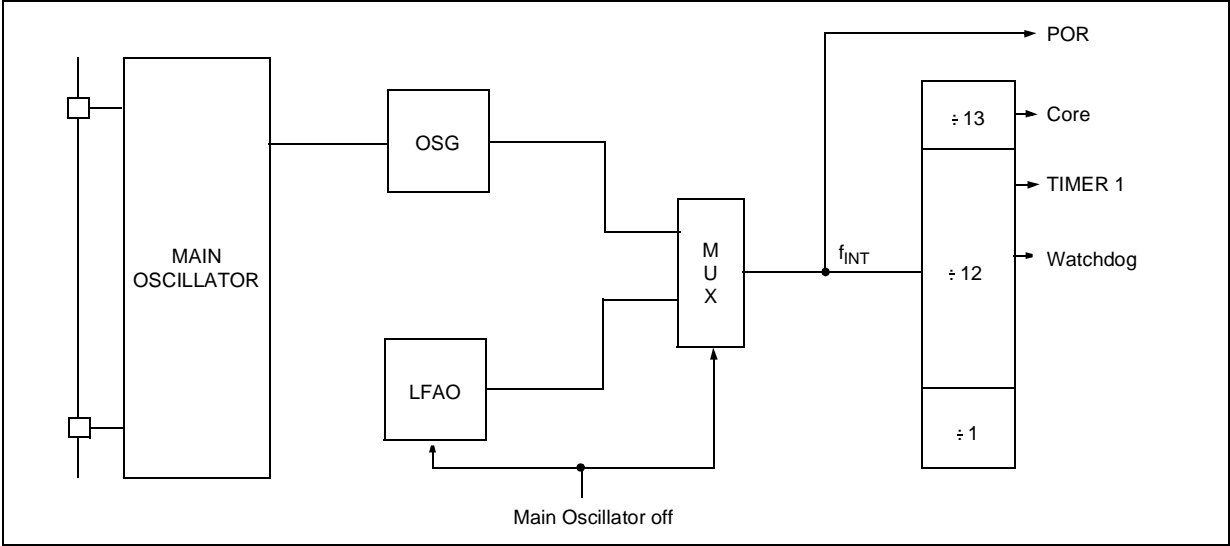 POR
÷ 13
Core
OSG
TIMER 1
MAIN
OSCILLATOR
M
U
X
fINT
÷ 12
Watchdog
LFAO
÷ 1
Main Oscillator off